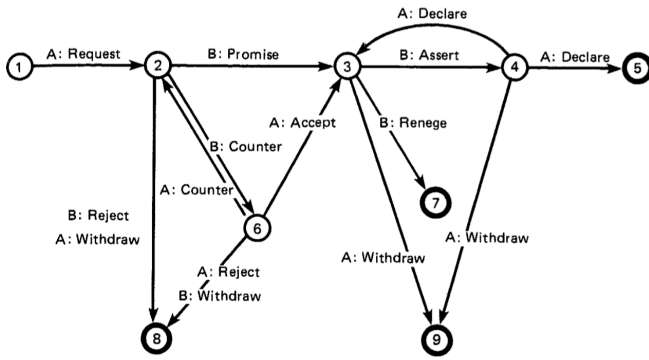 A: Declare
1
A: Request
2
B: Promise
3
B: Assert
4
A: Declare
5
A: Accept
B: Renege
B: Counter
A: Counter
7
B: Reject
A: Withdraw
6
A: Withdraw
A: Withdraw
A: Reject
B: Withdraw
8
9